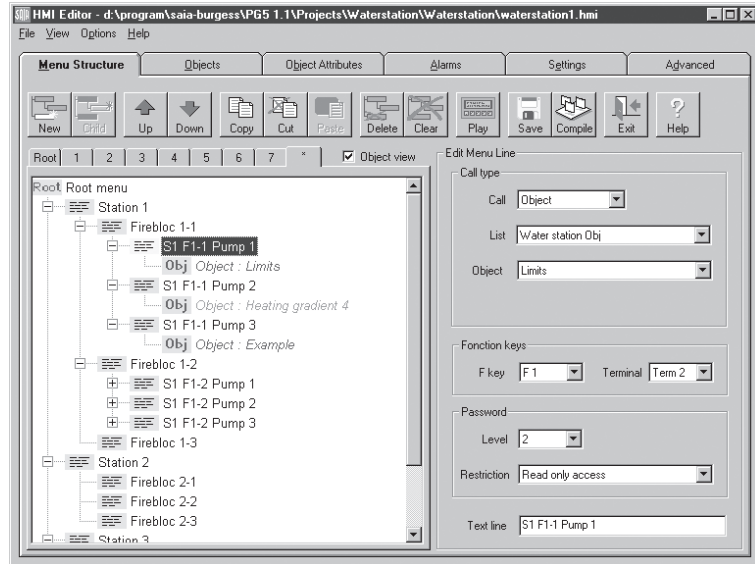 HMI Editor - d:\program\saia-burgess\PG5 1.1\Projects\Waterstation\Waterstation\waterstation1.hmi
File View Options Help
Menu Structure Objects Object Attributes Alarms Settings Advanced
New Child Up Down Copy Cut Paste Delete Clear Play Save Compile Exit Help
Root 1 2 3 4 5 6 7 * Object view
Root Root menu
Station 1
Firebloc 1-1
S1 F1-1 Pump 1
Obj Object : Limits
S1 F1-1 Pump 2
Obj Object : Heating gradient 4
S1 F1-1 Pump 3
Obj Object : Example
Firebloc 1-2
S1 F1-2 Pump 1
S1 F1-2 Pump 2
S1 F1-2 Pump 3
Firebloc 1-3
Station 2
Firebloc 2-1
Firebloc 2-2
Firebloc 2-3
Station 3
Edit Menu Line
Call type
Call Object
List Water station Obj
Object Limits
Fonction keys
F key F 1 Terminal Term 2
Password
Level 2
Restriction Read only access
Text line S1 F1-1 Pump 1